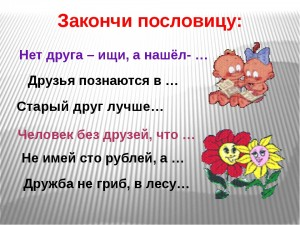 Закончи пословицу:
Нет друга – ищи, а нашёл- …
Друзья познаются в …
Старый друг лучше…
Человек без друзей, что …
Не имей сто рублей, а …
Дружба не гриб, в лесу…